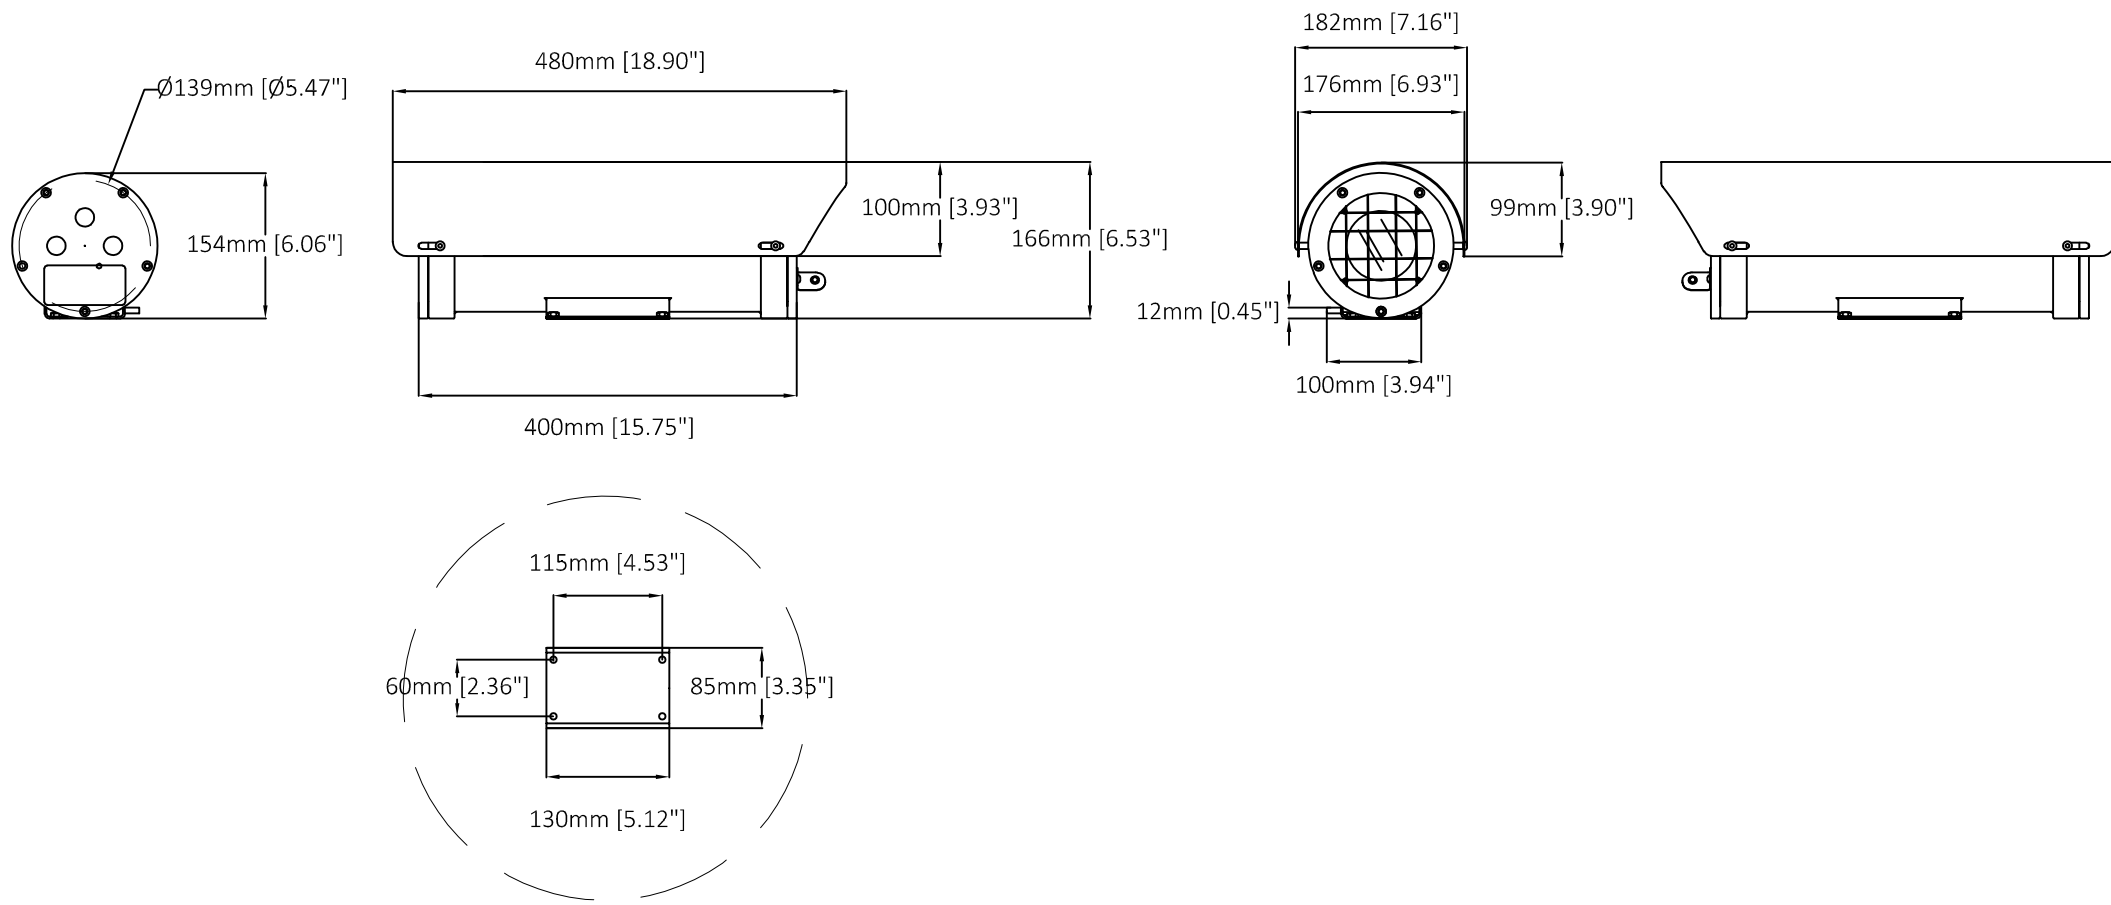 182mm [7.16"]
480mm [18.90"]
176mm [6.93"]
Ø139mm [Ø5.47"]
100mm [3.93"]
99mm [3.90"]
154mm [6.06"]
166mm [6.53"]
12mm [0.45"]
100mm [3.94"]
400mm [15.75"]
115mm [4.53"]
60mm [2.36"]
85mm [3.35"]
130mm [5.12"]